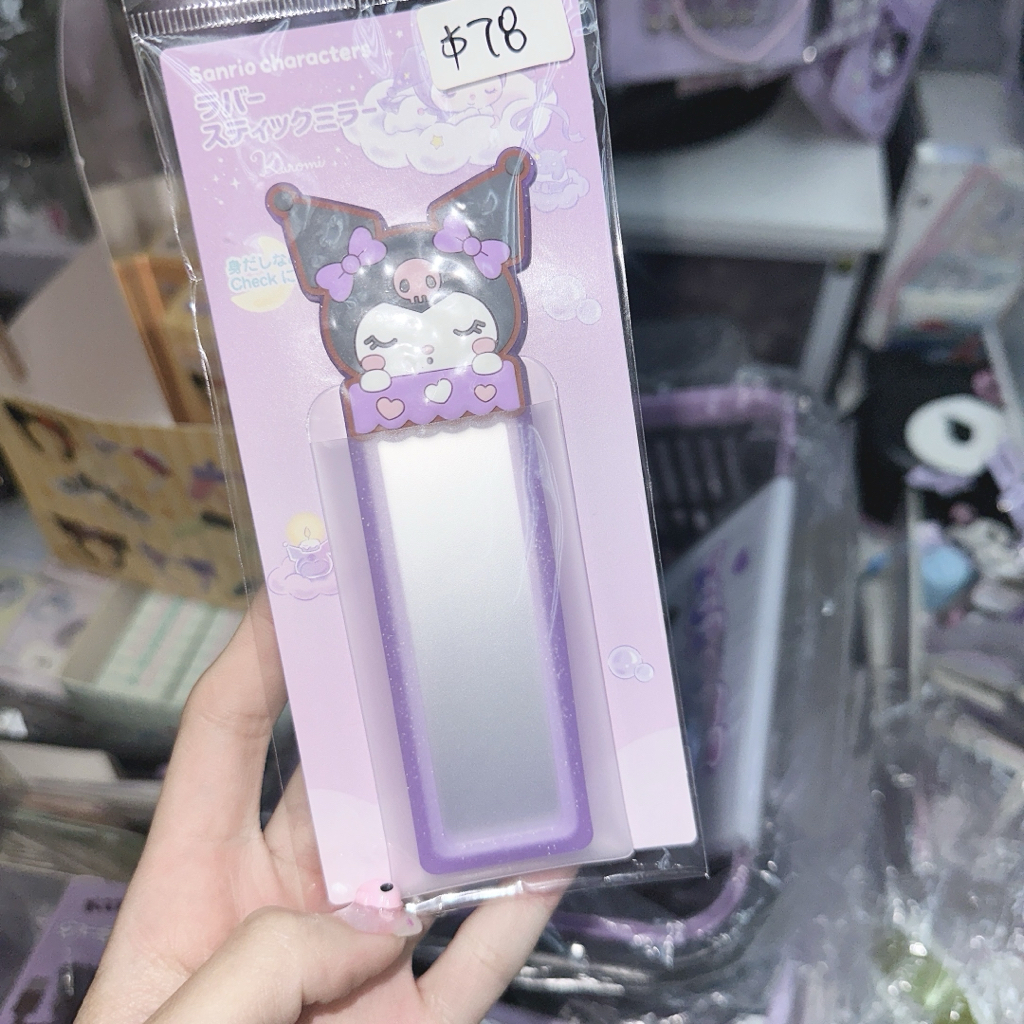 $78
Sanrio characters
ラバー
スティックミラー
Kuromi
身だしな
Check に